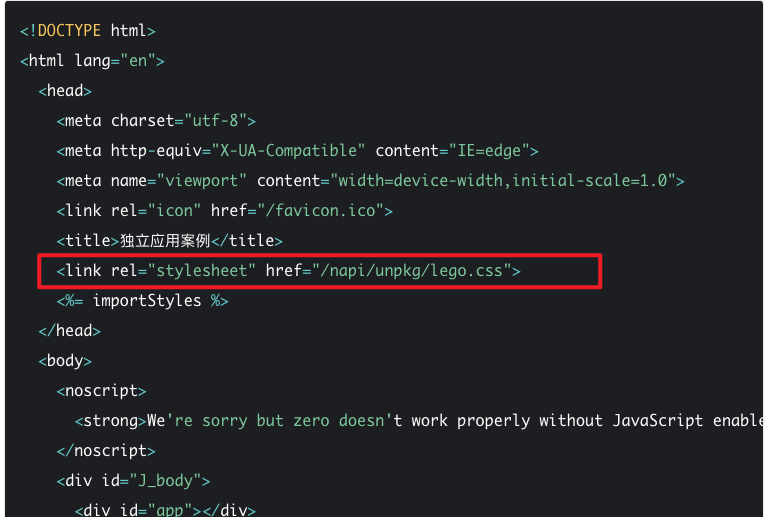 <!DOCTYPE html>
<html lang="en">
<head>
<meta charset="utf-8">
<meta http-equiv="X-UA-Compatible" content="IE=edge">
<meta name="viewport" content="width=device-width,initial-scale=1.0">
<link rel="icon" href="/favicon.ico">
<title>独立应用案例</title>
<link rel="stylesheet" href="/napi/unpkg/lego.css">
<%= importStyles %>
</head>
<body>
<noscript>
<strong>We're sorry but zero doesn't work properly without JavaScript enable
</noscript>
<div id="J_body">
<div id="app"></div>